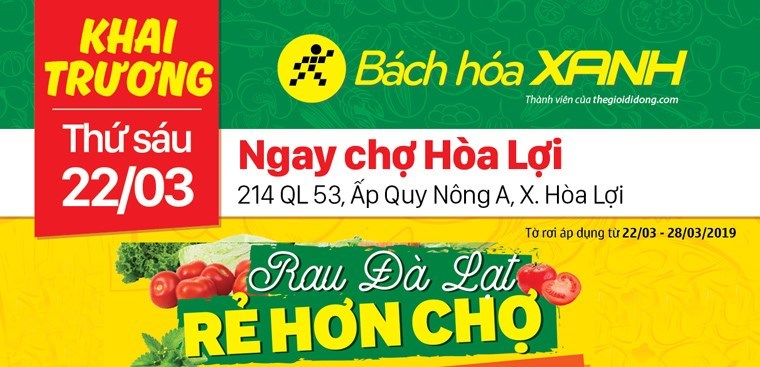 KHAI
TRƯƠNG
Thứ sáu
22/03
Bách hóa XANH
Thành viên của thegioididong.com
Ngay chợ Hòa Lợi
214 QL 53, Ấp Quy Nông A, X. Hòa Lợi
Tờ rơi áp dụng từ 22/03 - 28/03/2019
Rau Đà Lạt
RẺ HƠN CHỢ